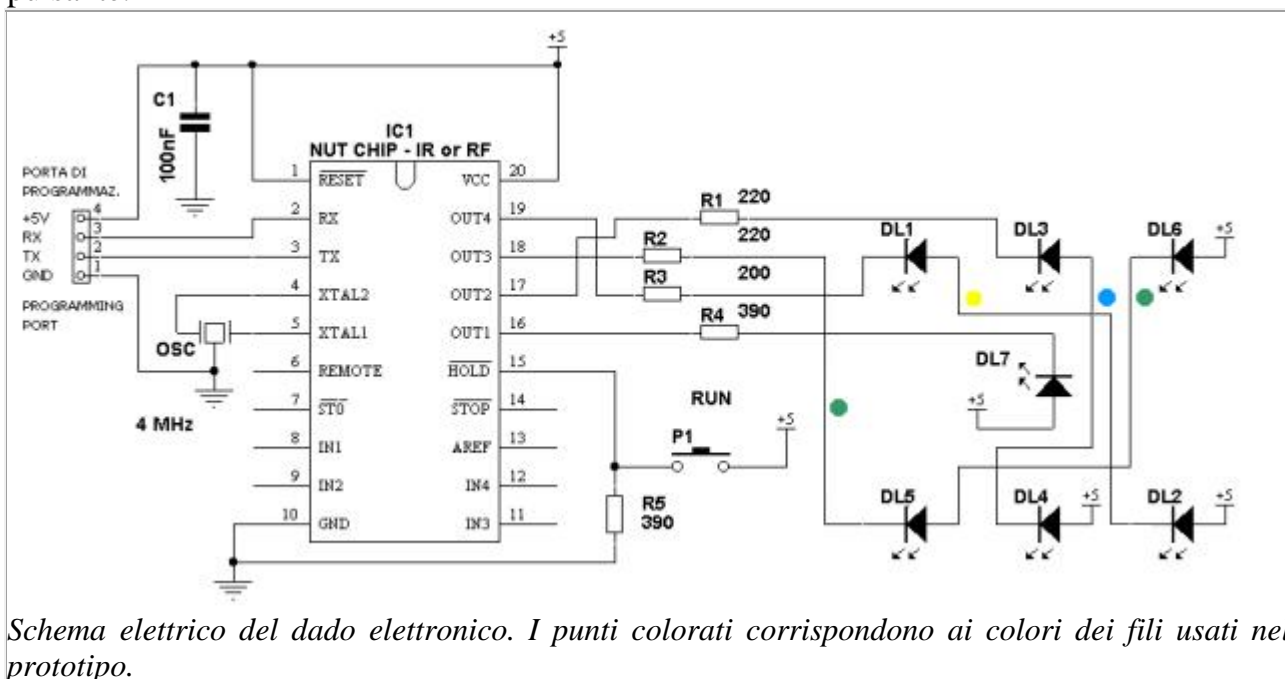 +5
C1
100nF
IC1
NUT CHIP - IR or RF
PORTA DI
PROGRAMMAZ.
+5V 4
RX 3
TX 2
GND 1
PROGRAMMING
PORT
1 RESET VCC 20
2 RX OUT4 19
3 TX OUT3 18
4 XTAL2 OUT2 17
5 XTAL1 OUT1 16
6 REMOTE HOLD 15
7 ST0 STOP 14
8 IN1 AREF 13
9 IN2 IN4 12
10 GND IN3 11
OSC
4 MHz
R1 220
R2 220
R3 200
R4 390
DL1 DL3 DL6 +5
DL7
+5
RUN
P1 +5
R5
390
DL5 DL4 +5 DL2 +5
Schema elettrico del dado elettronico. I punti colorati corrispondono ai colori dei fili usati nel
prototipo.